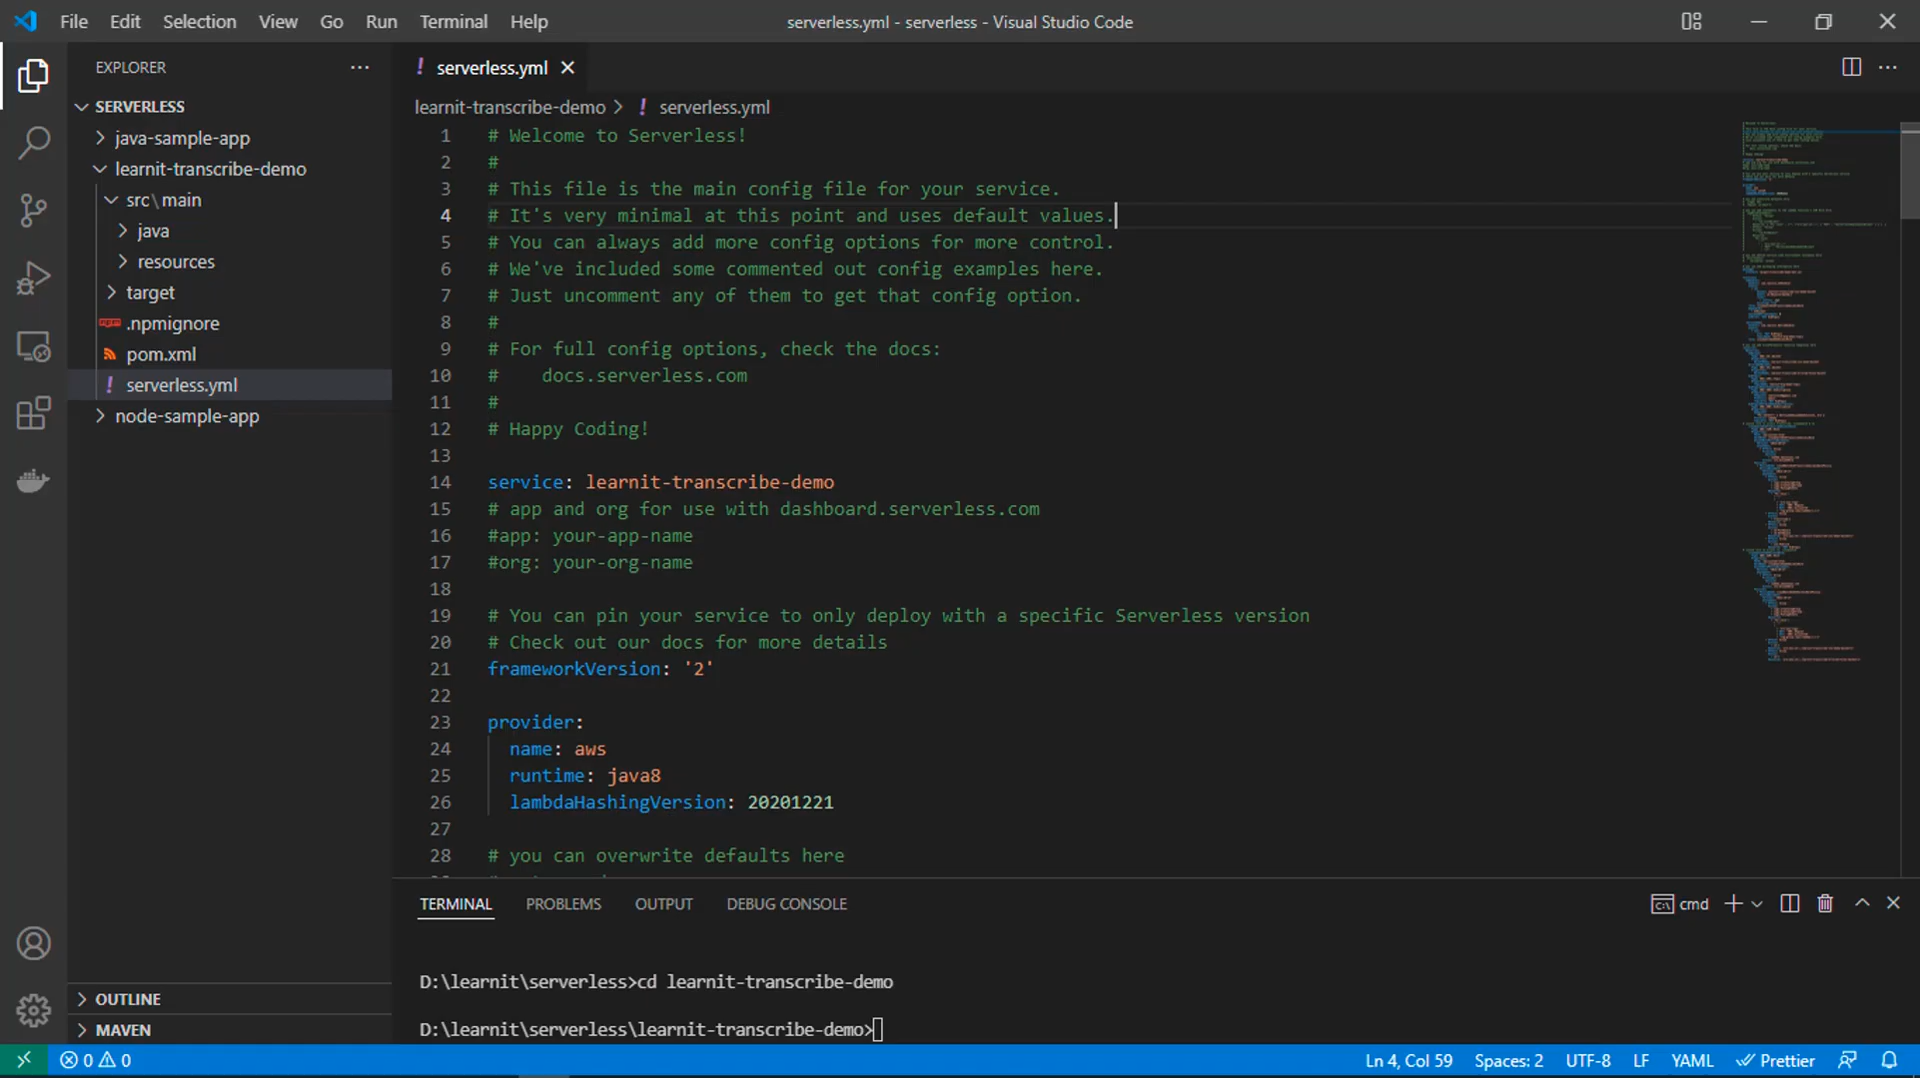 File Edit Selection View Go Run Terminal Help
serverless.yml - serverless - Visual Studio Code
EXPLORER
SERVERLESS
java-sample-app
learnit-transcribe-demo
src\main
java
resources
target
.npmignore
pom.xml
serverless.yml
node-sample-app
OUTLINE
MAVEN
! serverless.yml
learnit-transcribe-demo > ! serverless.yml
1 # Welcome to Serverless!
2 #
3 # This file is the main config file for your service.
4 # It's very minimal at this point and uses default values.
5 # You can always add more config options for more control.
6 # We've included some commented out config examples here.
7 # Just uncomment any of them to get that config option.
8 #
9 # For full config options, check the docs:
10 #    docs.serverless.com
11 #
12 # Happy Coding!
13
14 service: learnit-transcribe-demo
15 # app and org for use with dashboard.serverless.com
16 #app: your-app-name
17 #org: your-org-name
18
19 # You can pin your service to only deploy with a specific Serverless version
20 # Check out our docs for more details
21 frameworkVersion: '2'
22
23 provider:
24   name: aws
25   runtime: java8
26   lambdaHashingVersion: 20201221
27
28 # you can overwrite defaults here
TERMINAL PROBLEMS OUTPUT DEBUG CONSOLE
cmd
D:\learnit\serverless>cd learnit-transcribe-demo
D:\learnit\serverless\learnit-transcribe-demo>
0 0
Ln 4, Col 59 Spaces: 2 UTF-8 LF YAML Prettier